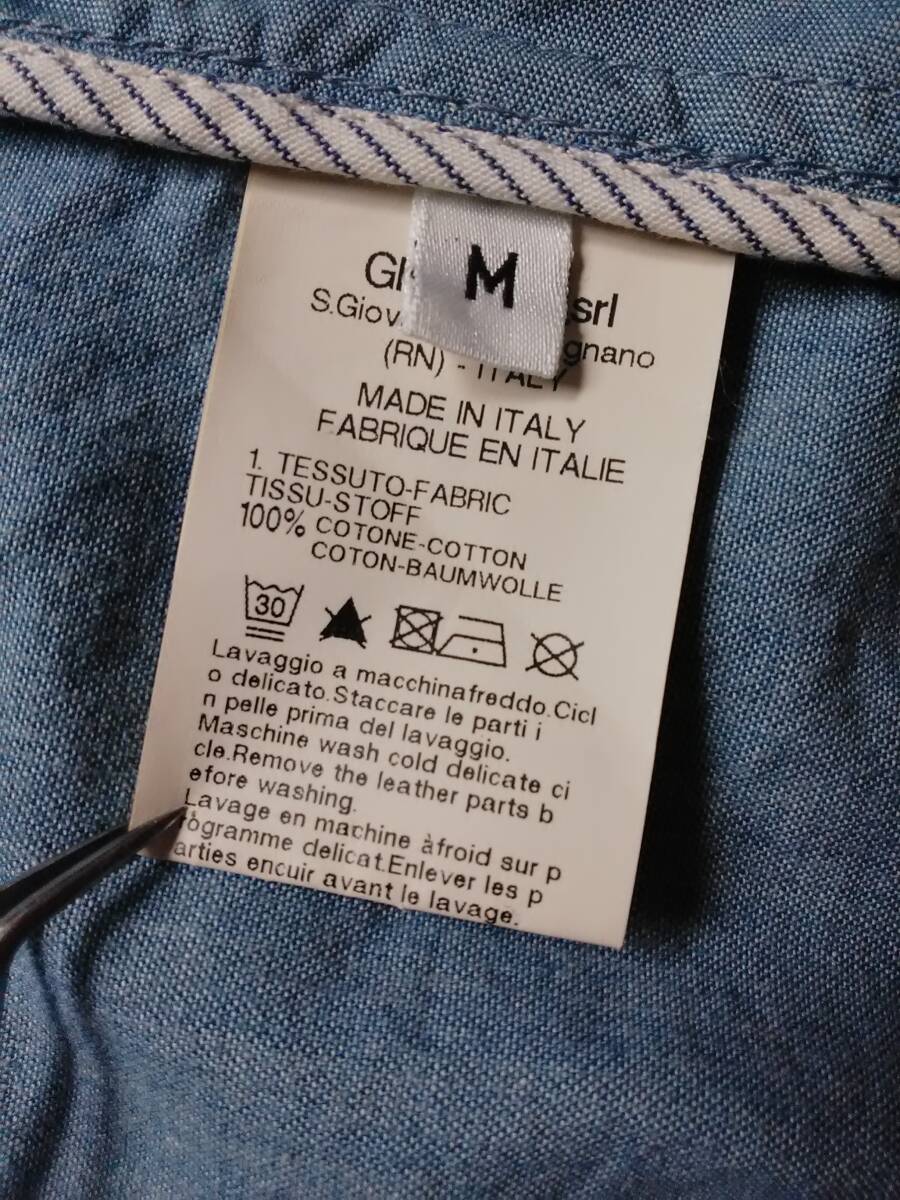 M
srl
(RN) - ITALY
MADE IN ITALY
FABRIQUE EN ITALIE
1. TESSUTO-FABRIC
TISSU-STOFF
100% COTONE-COTTON
COTON-BAUMWOLLE
30
Lavaggio a macchinafreddo.Cicl
o delicato.Staccare le parti i
n pelle prima del lavaggio.
Maschine wash cold delicate ci
cle.Remove the leather parts b
efore washing.
Lavage en machine àfroid sur p
rogramme delicat.Enlever les p
arties encuir avant le lavage.